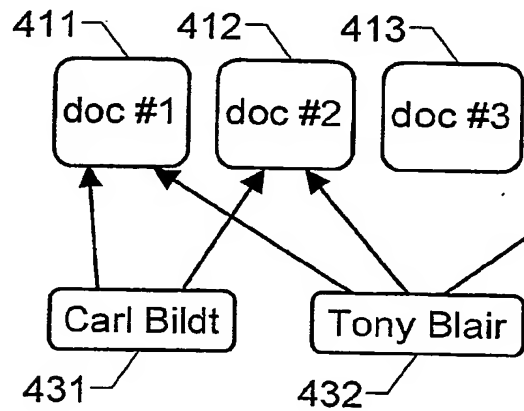 411 412 413
doc #1 doc #2 doc #3
Carl Bildt Tony Blair
431 432